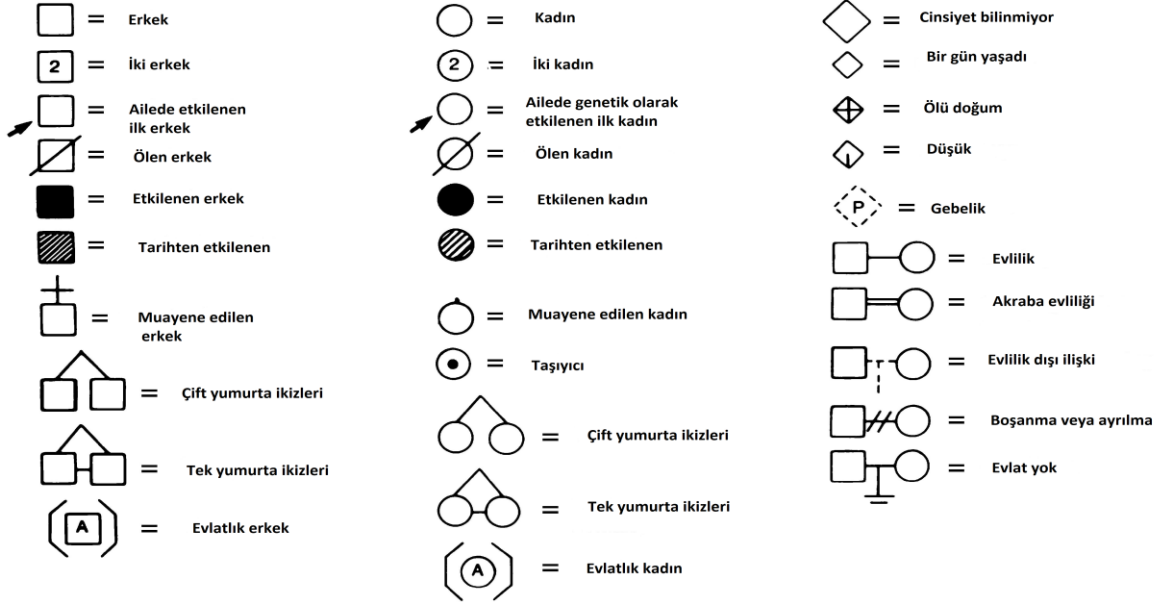 = Erkek
2 = İki erkek
= Ailede etkilenen
ilk erkek
= Ölen erkek
= Etkilenen erkek
= Tarihten etkilenen
= Muayene edilen
erkek
= Çift yumurta ikizleri
= Tek yumurta ikizleri
A = Evlatlık erkek
= Kadın
2 = İki kadın
= Ailede genetik olarak
etkilenen ilk kadın
= Ölen kadın
= Etkilenen kadın
= Tarihten etkilenen
= Muayene edilen kadın
= Taşıyıcı
= Çift yumurta ikizleri
= Tek yumurta ikizleri
A = Evlatlık kadın
= Cinsiyet bilinmiyor
= Bir gün yaşadı
= Ölü doğum
= Düşük
P = Gebelik
= Evlilik
= Akraba evliliği
= Evlilik dışı ilişki
= Boşanma veya ayrılma
= Evlat yok